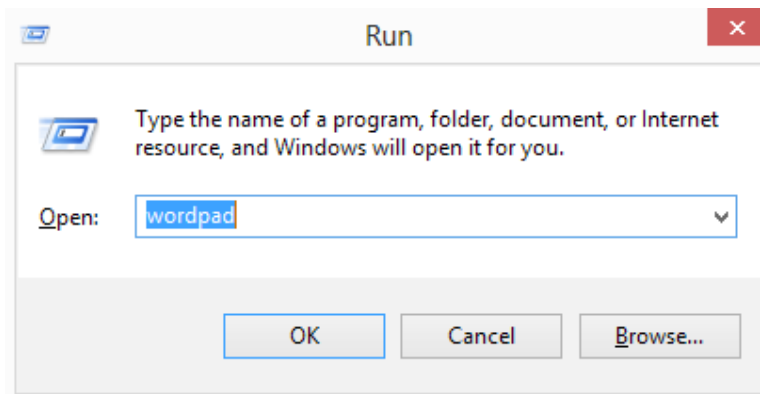 Run
Type the name of a program, folder, document, or Internet
resource, and Windows will open it for you.
Open: wordpad
OK Cancel Browse...